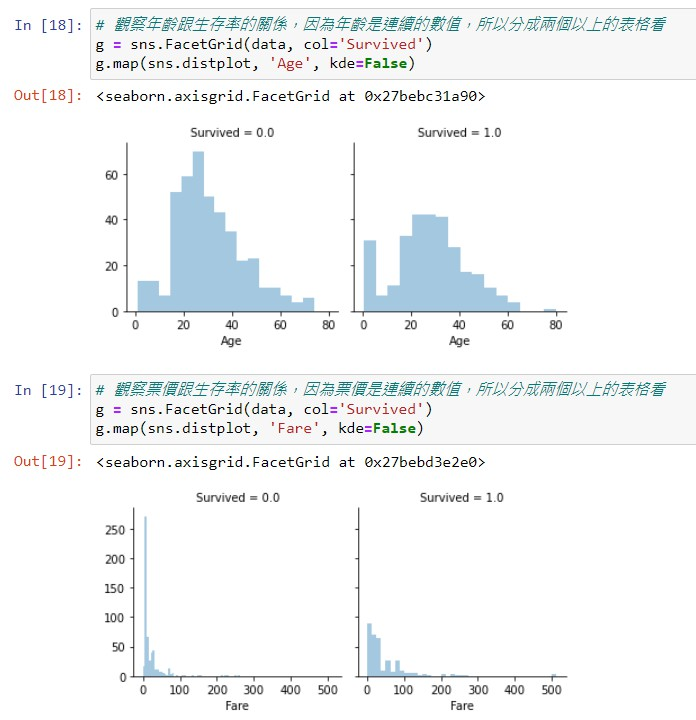 In [18]: # 觀察年齡跟生存率的關係，因為年齡是連續的數值，所以分成兩個以上的表格看
g = sns.FacetGrid(data, col='Survived')
g.map(sns.distplot, 'Age', kde=False)
Out[18]: <seaborn.axisgrid.FacetGrid at 0x27bebc31a90>
Survived = 0.0 Survived = 1.0
60
40
20
0
0 20 40 60 80 0 20 40 60 80
Age Age
In [19]: # 觀察票價跟生存率的關係，因為票價是連續的數值，所以分成兩個以上的表格看
g = sns.FacetGrid(data, col='Survived')
g.map(sns.distplot, 'Fare', kde=False)
Out[19]: <seaborn.axisgrid.FacetGrid at 0x27bebd3e2e0>
Survived = 0.0 Survived = 1.0
250
200
150
100
50
0
0 100 200 300 400 500 0 100 200 300 400 500
Fare Fare